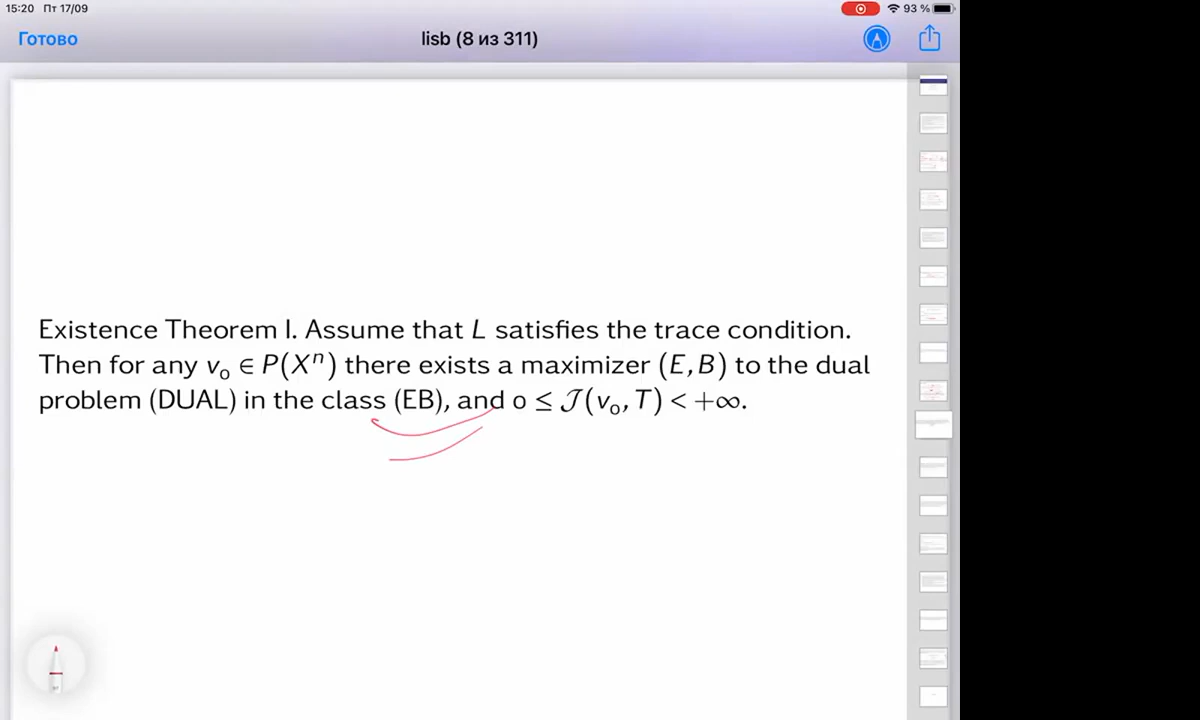 15:20 Пт 17/09 93 %
Готово lisb (8 из 311)
Existence Theorem I. Assume that L satisfies the trace condition.
Then for any v₀ ∈ P(Xⁿ) there exists a maximizer (E, B) to the dual
problem (DUAL) in the class (EB), and 0 ≤ 𝒥(v₀, T) < +∞.